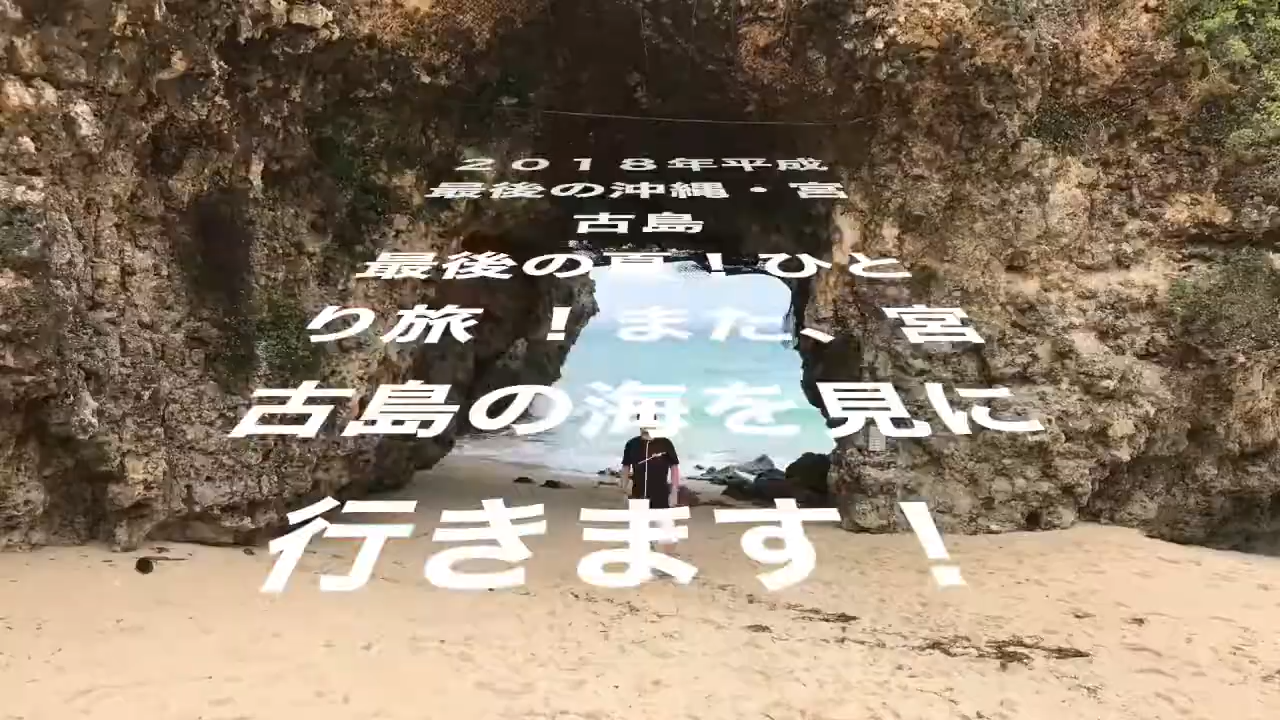 ２０１８年平成
最後の沖縄・宮
古島
最後の夏！ひと
り旅 ！また、宮
古島の海を見に
行きます！